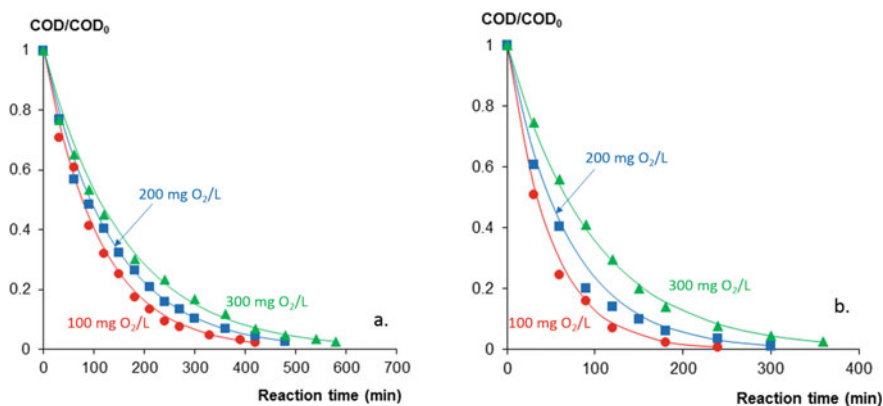 COD/COD₀
1
0.8
0.6
0.4
0.2
0
0 100 200 300 400 500 600 700
Reaction time (min)
200 mg O₂/L
300 mg O₂/L
100 mg O₂/L
a.
COD/COD₀
1
0.8
0.6
0.4
0.2
0
0 100 200 300 400
Reaction time (min)
200 mg O₂/L
300 mg O₂/L
100 mg O₂/L
b.